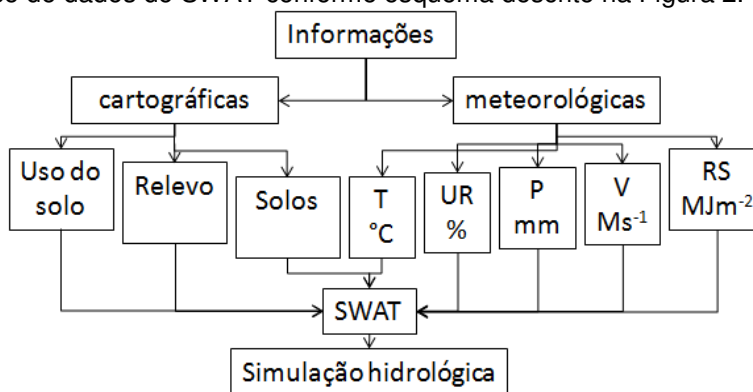 de dados do SWAT conforme esquema descrito na Figura 2.
Informações
cartográficas
meteorológicas
Uso do
solo
Relevo
Solos
T
°C
UR
%
P
mm
V
Ms⁻¹
RS
MJm⁻²
SWAT
Simulação hidrológica